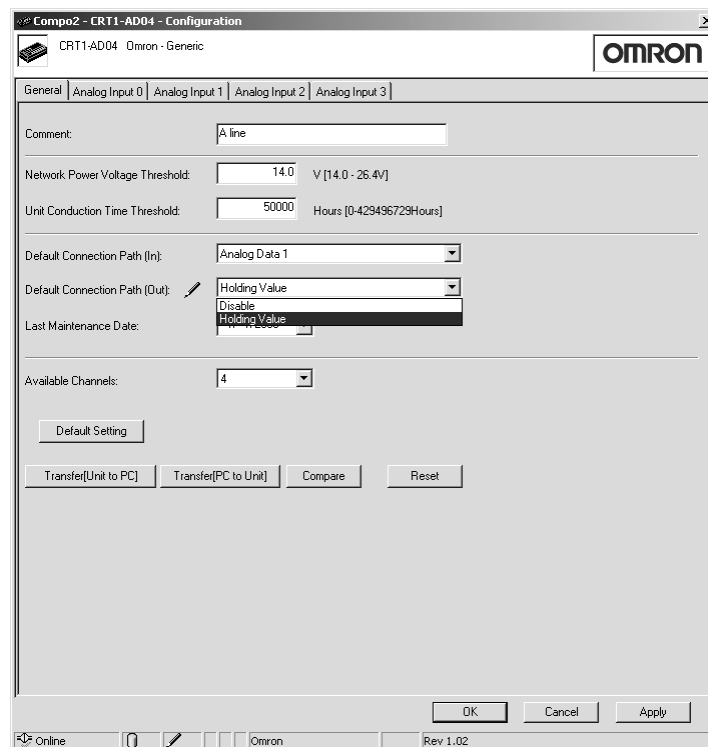 Compo2 - CRT1-AD04 - Configuration
CRT1-AD04 Omron - Generic
OMRON
General Analog Input 0 Analog Input 1 Analog Input 2 Analog Input 3
Comment: A line
Network Power Voltage Threshold: 14.0 V [14.0 - 26.4V]
Unit Conduction Time Threshold: 50000 Hours [0-429496729Hours]
Default Connection Path (In): Analog Data 1
Default Connection Path (Out): Holding Value
Disable
Holding Value
Last Maintenance Date:
Available Channels: 4
Default Setting
Transfer[Unit to PC] Transfer[PC to Unit] Compare Reset
OK Cancel Apply
Online Omron Rev 1.02